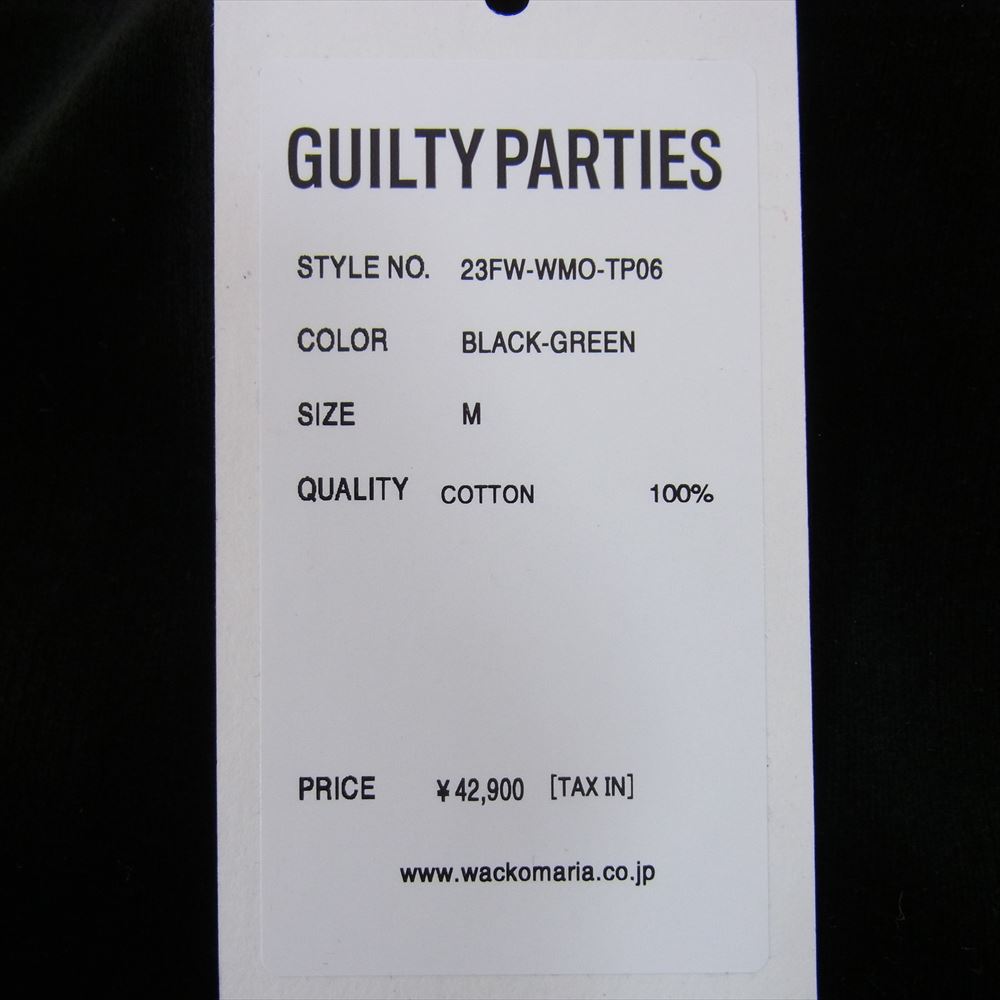 GUILTY PARTIES
STYLE NO. 23FW-WMO-TP06
COLOR BLACK-GREEN
SIZE M
QUALITY COTTON 100%
PRICE ¥42,900 [TAX IN]
www.wackomaria.co.jp